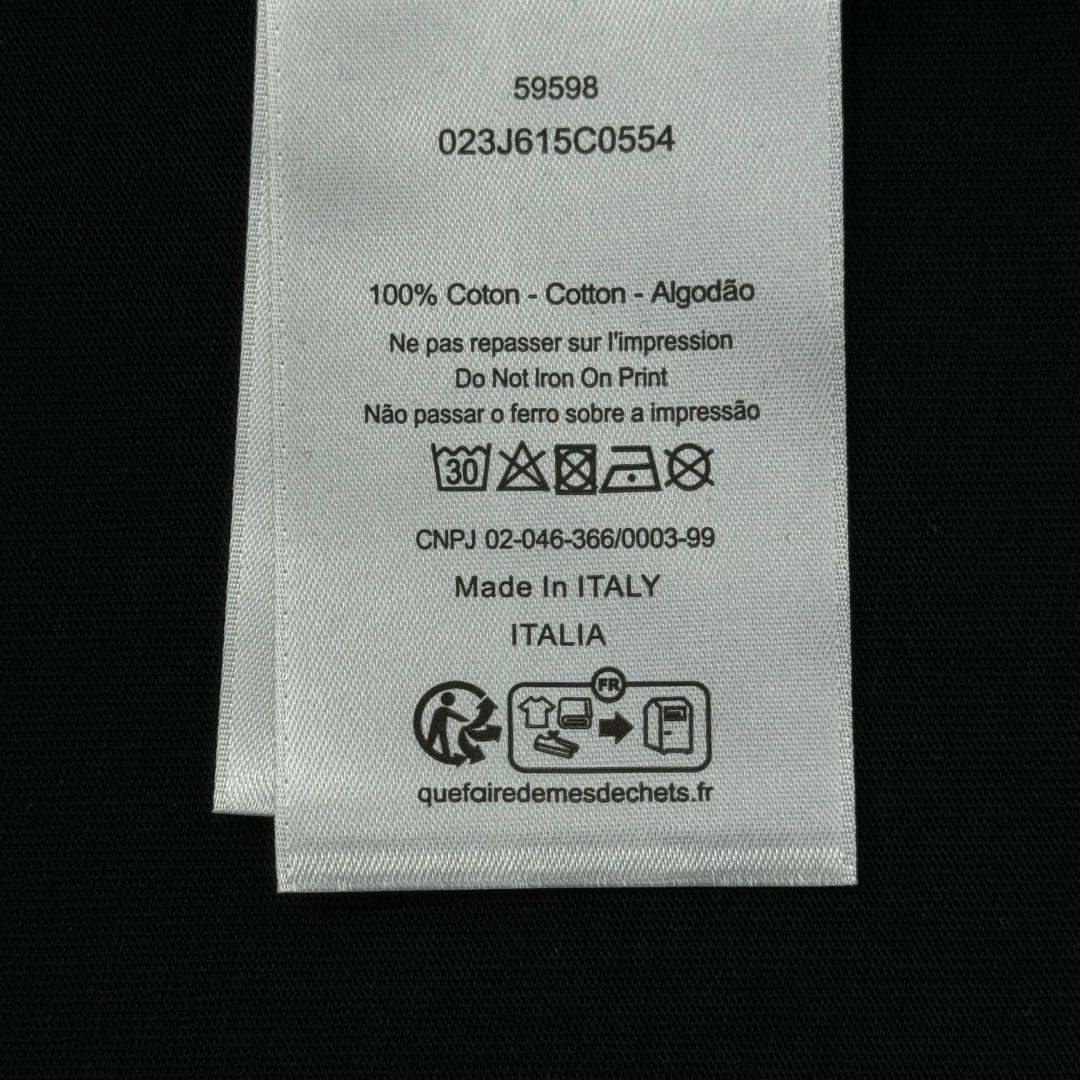 59598
023J615C0554
100% Coton - Cotton - Algodão
Ne pas repasser sur l'impression
Do Not Iron On Print
Não passar o ferro sobre a impressão
30
CNPJ 02-046-366/0003-99
Made In ITALY
ITALIA
FR
quefairedemesdechets.fr